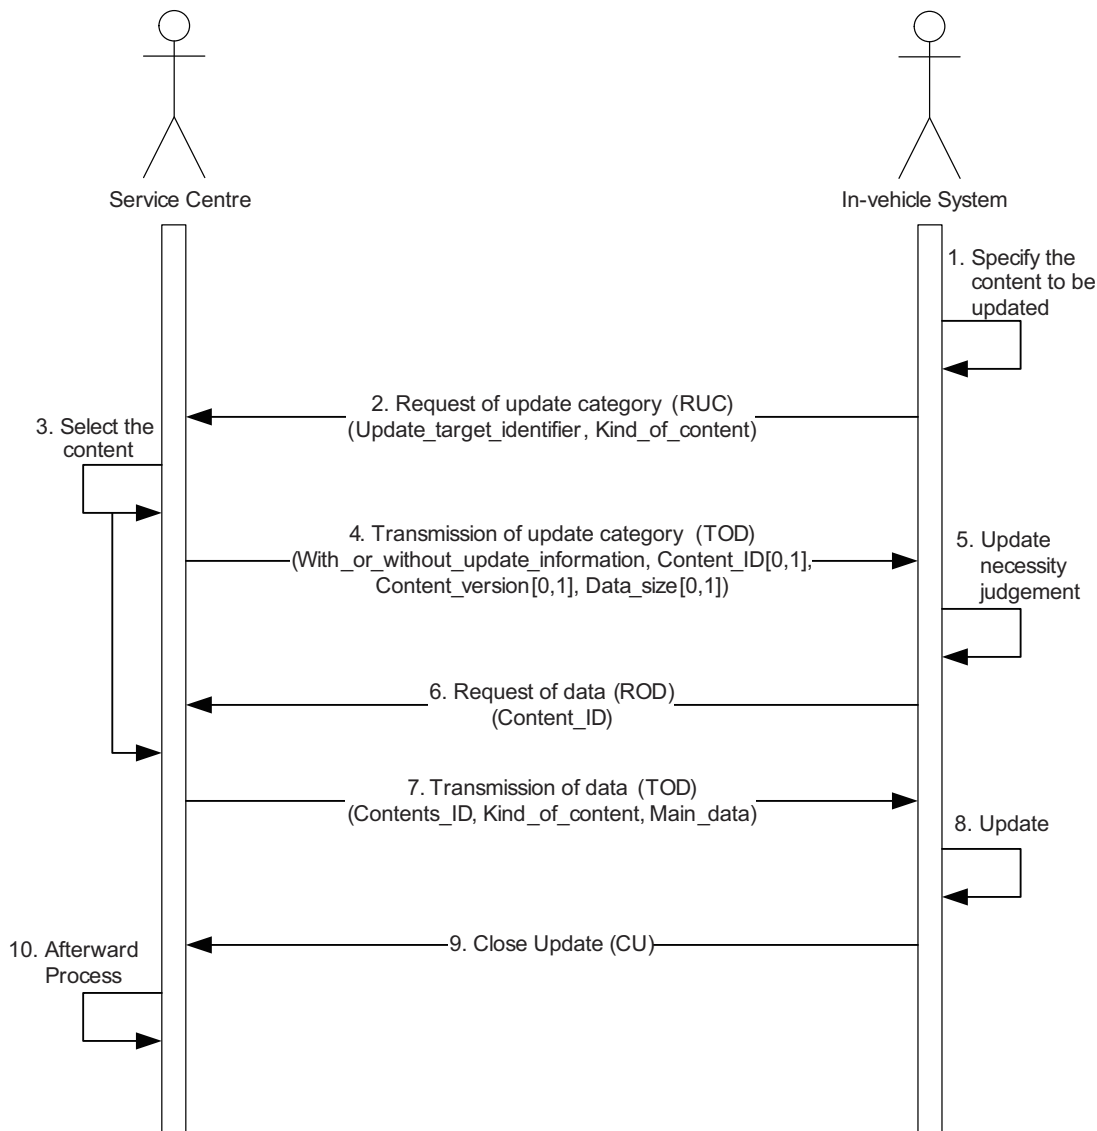 Service Centre
In-vehicle System
1. Specify the
content to be
updated
2. Request of update category (RUC)
(Update_target_identifier, Kind_of_content)
3. Select the
content
4. Transmission of update category (TOD)
(With_or_without_update_information, Content_ID[0,1],
Content_version[0,1], Data_size[0,1])
5. Update
necessity
judgement
6. Request of data (ROD)
(Content_ID)
7. Transmission of data (TOD)
(Contents_ID, Kind_of_content, Main_data)
8. Update
9. Close Update (CU)
10. Afterward
Process